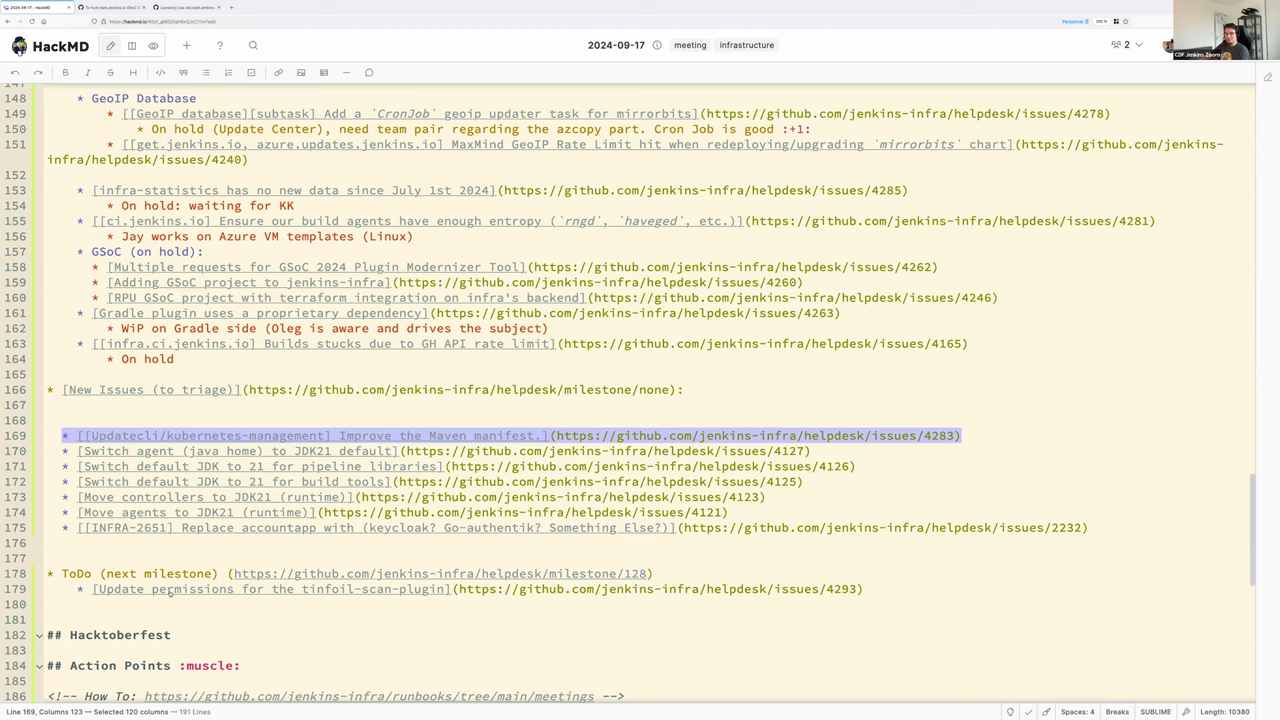 2024-09-17 - HackMD
https://hackmd.io/
Personal
200 %
HackMD
2024-09-17
meeting
infrastructure
2
CDF Jenkins Zoom
147
148 * GeoIP Database
149 * [[GeoIP database][subtask] Add a `CronJob` geoip updater task for mirrorbits](https://github.com/jenkins-infra/helpdesk/issues/4278)
150 * On hold (Update Center), need team pair regarding the azcopy part. Cron Job is good :+1:
151 * [[get.jenkins.io, azure.updates.jenkins.io] MaxMind GeoIP Rate Limit hit when redeploying/upgrading `mirrorbits` chart](https://github.com/jenkins-
infra/helpdesk/issues/4240)
152
153 * [infra-statistics has no new data since July 1st 2024](https://github.com/jenkins-infra/helpdesk/issues/4285)
154 * On hold: waiting for KK
155 * [[ci.jenkins.io] Ensure our build agents have enough entropy (`rngd`, `haveged`, etc.)](https://github.com/jenkins-infra/helpdesk/issues/4281)
156 * Jay works on Azure VM templates (Linux)
157 * GSoC (on hold):
158 * [Multiple requests for GSoC 2024 Plugin Modernizer Tool](https://github.com/jenkins-infra/helpdesk/issues/4262)
159 * [Adding GSoC project to jenkins-infra](https://github.com/jenkins-infra/helpdesk/issues/4260)
160 * [RPU GSoC project with terraform integration on infra's backend](https://github.com/jenkins-infra/helpdesk/issues/4246)
161 * [Gradle plugin uses a proprietary dependency](https://github.com/jenkins-infra/helpdesk/issues/4263)
162 * WiP on Gradle side (Oleg is aware and drives the subject)
163 * [[infra.ci.jenkins.io] Builds stucks due to GH API rate limit](https://github.com/jenkins-infra/helpdesk/issues/4165)
164 * On hold
165
166 * [New Issues (to triage)](https://github.com/jenkins-infra/helpdesk/milestone/none):
167
168
169 * [[Updatecli/kubernetes-management] Improve the Maven manifest.](https://github.com/jenkins-infra/helpdesk/issues/4283)
170 * [Switch agent (java home) to JDK21 default](https://github.com/jenkins-infra/helpdesk/issues/4127)
171 * [Switch default JDK to 21 for pipeline libraries](https://github.com/jenkins-infra/helpdesk/issues/4126)
172 * [Switch default JDK to 21 for build tools](https://github.com/jenkins-infra/helpdesk/issues/4125)
173 * [Move controllers to JDK21 (runtime)](https://github.com/jenkins-infra/helpdesk/issues/4123)
174 * [Move agents to JDK21 (runtime)](https://github.com/jenkins-infra/helpdesk/issues/4121)
175 * [[INFRA-2651] Replace accountapp with (keycloak? Go-authentik? Something Else?)](https://github.com/jenkins-infra/helpdesk/issues/2232)
176
177
178 * ToDo (next milestone) (https://github.com/jenkins-infra/helpdesk/milestone/128)
179 * [Update permissions for the tinfoil-scan-plugin](https://github.com/jenkins-infra/helpdesk/issues/4293)
180
181
182 ## Hacktoberfest
183
184 ## Action Points :muscle:
185
186 <!-- How To: https://github.com/jenkins-infra/runbooks/tree/main/meetings -->
Line 169, Columns 123 — Selected 120 columns — 191 Lines
Spaces: 4
Breaks
SUBLIME
Length: 10380